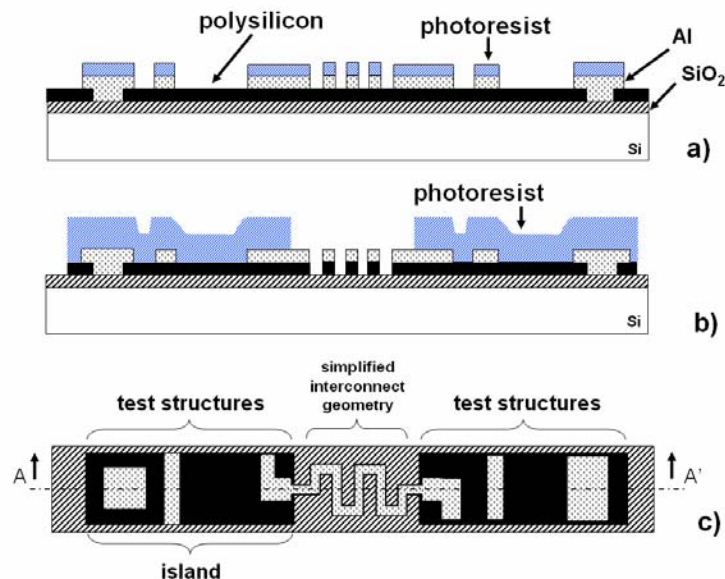 polysilicon
photoresist
Al
SiO₂
Si
a)
photoresist
Si
b)
simplified
interconnect
geometry
test structures
test structures
A
A'
c)
island